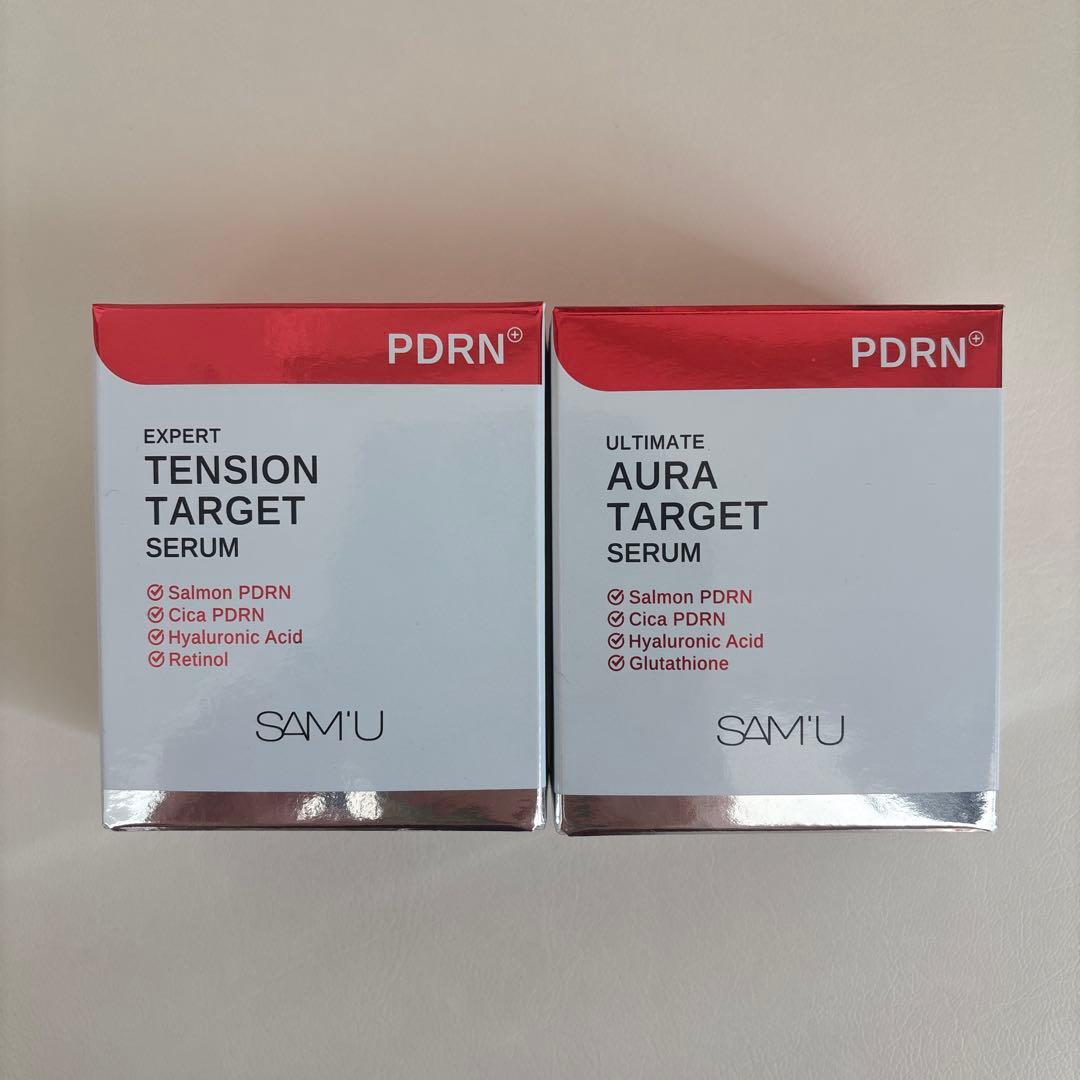 PDRN+
EXPERT
TENSION
TARGET
SERUM
Salmon PDRN
Cica PDRN
Hyaluronic Acid
Retinol
SAM'U
PDRN+
ULTIMATE
AURA
TARGET
SERUM
Salmon PDRN
Cica PDRN
Hyaluronic Acid
Glutathione
SAM'U